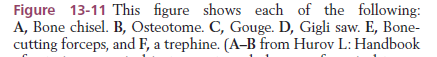 Figure 13-11 This figure shows each of the following:
A, Bone chisel. B, Osteotome. C, Gouge. D, Gigli saw. E, Bone-
cutting forceps, and F, a trephine. (A–B from Hurov L: Handbook